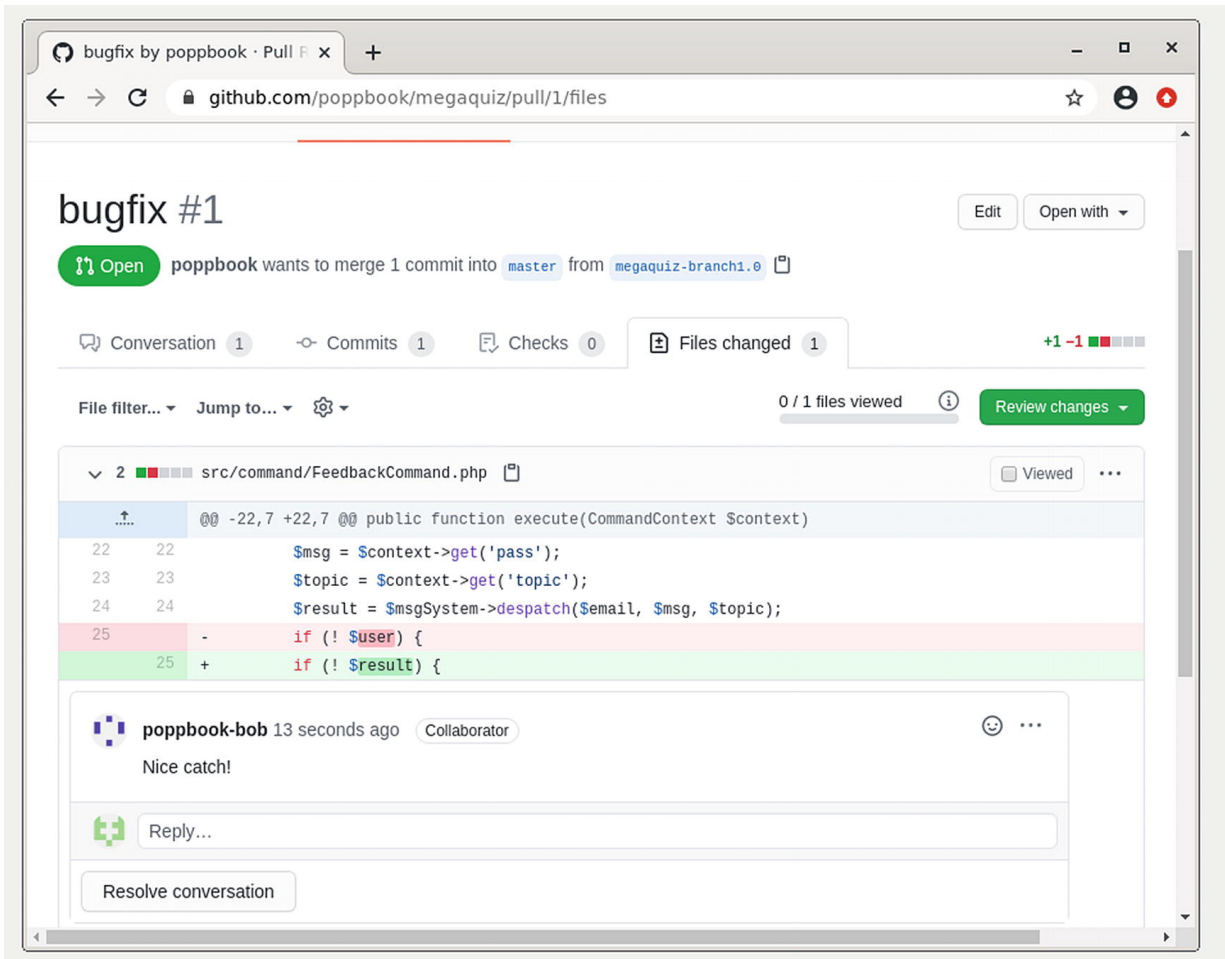 bugfix by poppbook · Pull R
github.com/poppbook/megaquiz/pull/1/files
bugfix #1
Edit
Open with
Open
poppbook wants to merge 1 commit into master from megaquiz-branch1.0
Conversation 1
Commits 1
Checks 0
Files changed 1
+1 −1
File filter...
Jump to...
0 / 1 files viewed
Review changes
2 src/command/FeedbackCommand.php
Viewed
@@ -22,7 +22,7 @@ public function execute(CommandContext $context)
22 22 $msg = $context->get('pass');
23 23 $topic = $context->get('topic');
24 24 $result = $msgSystem->despatch($email, $msg, $topic);
25 - if (! $user) {
25 + if (! $result) {
poppbook-bob 13 seconds ago Collaborator
Nice catch!
Reply...
Resolve conversation